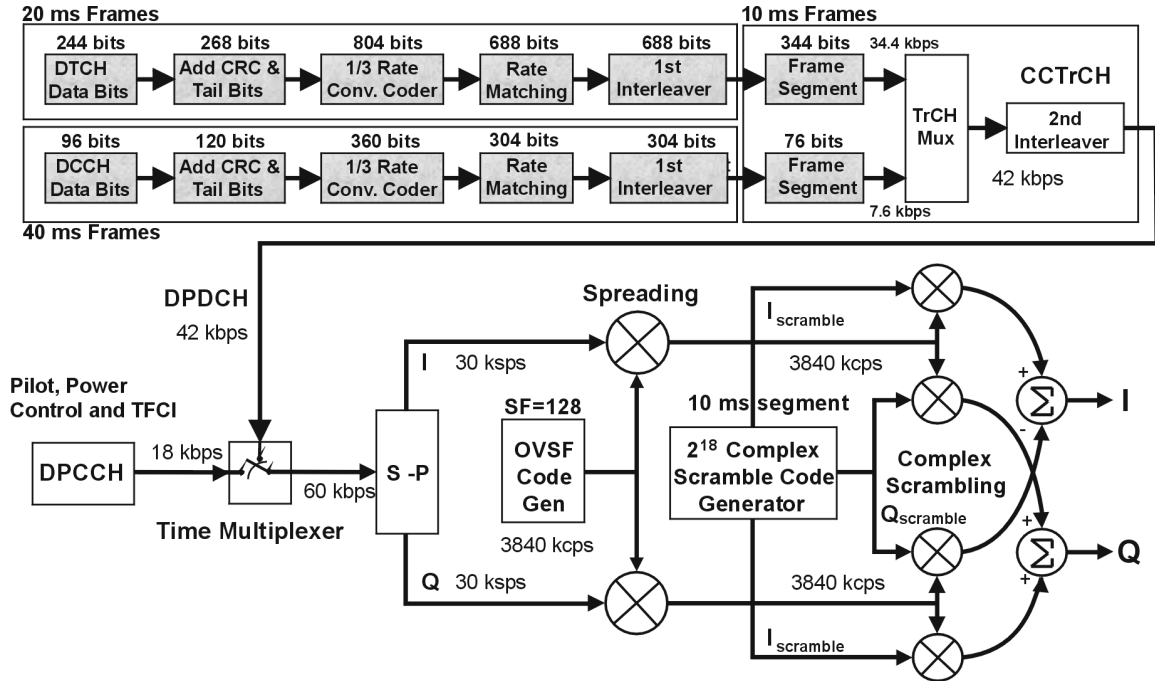 20 ms Frames
10 ms Frames
244 bits
268 bits
804 bits
688 bits
688 bits
344 bits
34.4 kbps
DTCH
Data Bits
Add CRC &
Tail Bits
1/3 Rate
Conv. Coder
Rate
Matching
1st
Interleaver
Frame
Segment
TrCH
Mux
CCTrCH
2nd
Interleaver
96 bits
120 bits
360 bits
304 bits
304 bits
76 bits
DCCH
Data Bits
Add CRC &
Tail Bits
1/3 Rate
Conv. Coder
Rate
Matching
1st
Interleaver
Frame
Segment
42 kbps
7.6 kbps
40 ms Frames
DPDCH
42 kbps
Spreading
I scramble
I
30 ksps
3840 kcps
Pilot, Power
Control and TFCI
SF=128
10 ms segment
+
Σ
I
-
DPCCH
18 kbps
60 kbps
S -P
OVSF
Code
Gen
2^18 Complex
Scramble Code
Generator
Complex
Scrambling
Qscramble
Time Multiplexer
3840 kcps
+
Σ
Q
+
Q
30 ksps
3840 kcps
I scramble